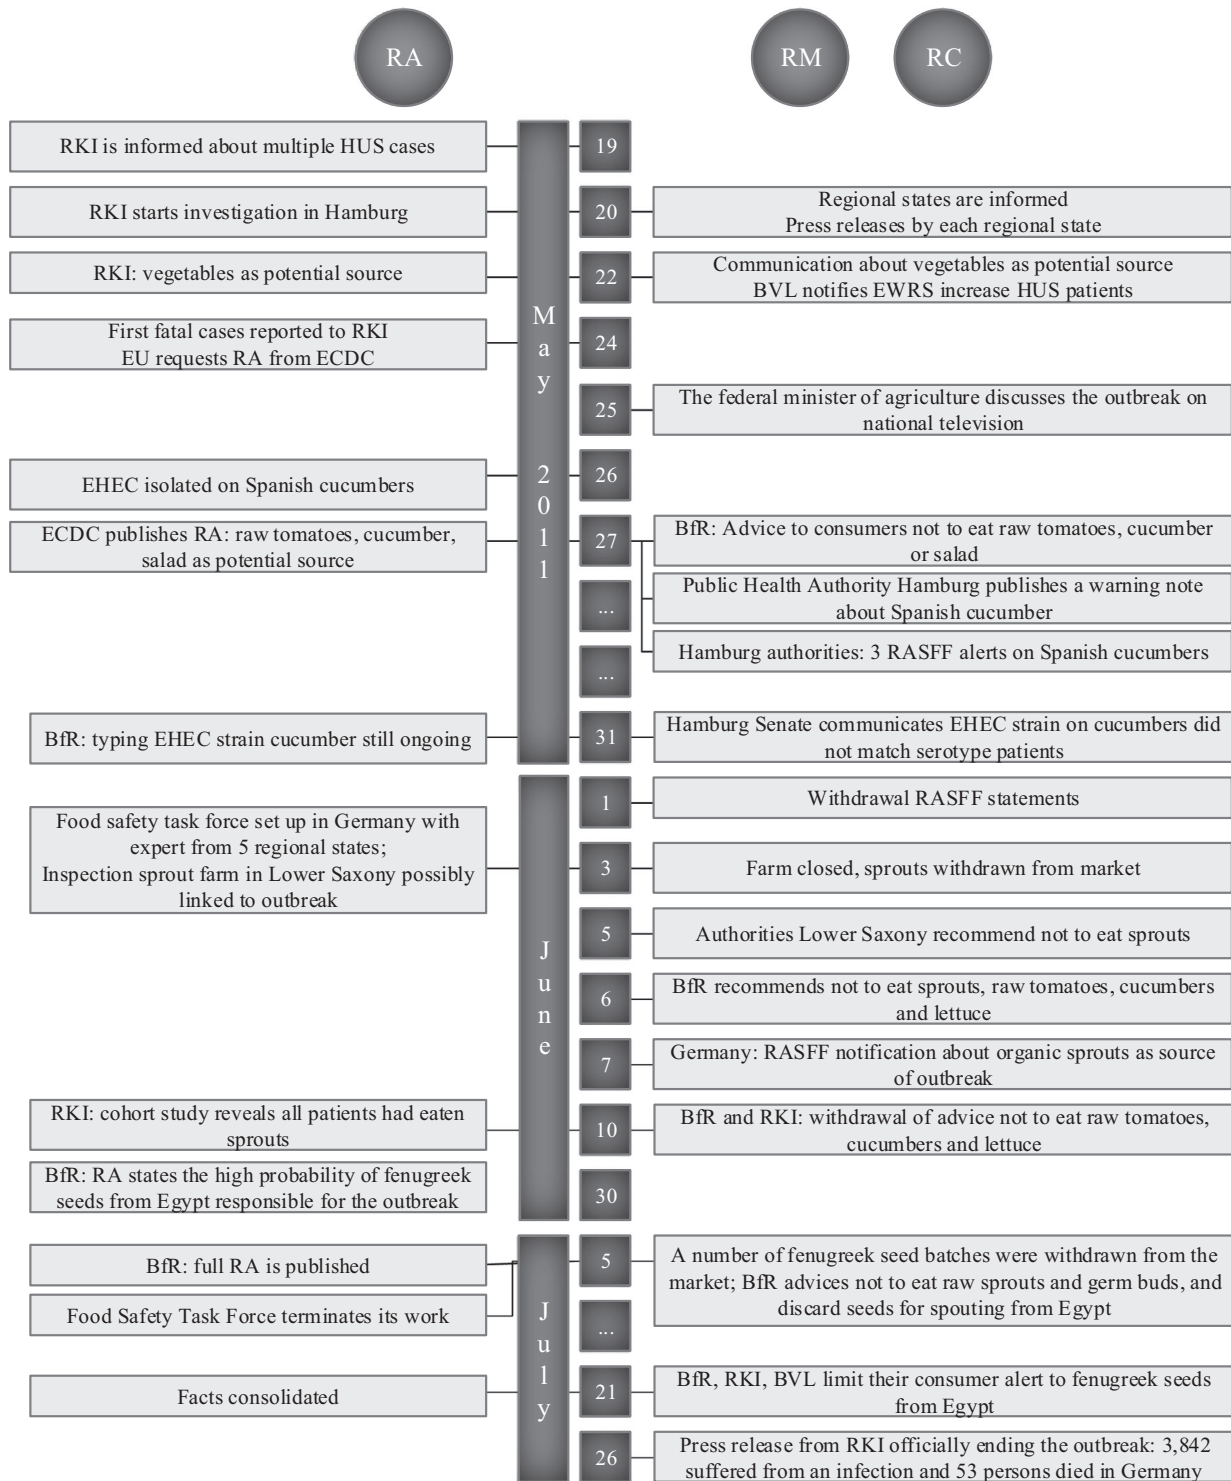 RA
RM
RC
RKI is informed about multiple HUS cases
19
RKI starts investigation in Hamburg
20
Regional states are informed
Press releases by each regional state
RKI: vegetables as potential source
22
Communication about vegetables as potential source
BVL notifies EWRS increase HUS patients
May 2011
First fatal cases reported to RKI
EU requests RA from ECDC
24
25
The federal minister of agriculture discusses the outbreak on
national television
EHEC isolated on Spanish cucumbers
26
ECDC publishes RA: raw tomatoes, cucumber,
salad as potential source
27
BfR: Advice to consumers not to eat raw tomatoes, cucumber
or salad
...
Public Health Authority Hamburg publishes a warning note
about Spanish cucumber
Hamburg authorities: 3 RASFF alerts on Spanish cucumbers
...
BfR: typing EHEC strain cucumber still ongoing
31
Hamburg Senate communicates EHEC strain on cucumbers did
not match serotype patients
June
1
Withdrawal RASFF statements
Food safety task force set up in Germany with
expert from 5 regional states;
Inspection sprout farm in Lower Saxony possibly
linked to outbreak
3
Farm closed, sprouts withdrawn from market
5
Authorities Lower Saxony recommend not to eat sprouts
6
BfR recommends not to eat sprouts, raw tomatoes, cucumbers
and lettuce
7
Germany: RASFF notification about organic sprouts as source
of outbreak
RKI: cohort study reveals all patients had eaten
sprouts
10
BfR and RKI: withdrawal of advice not to eat raw tomatoes,
cucumbers and lettuce
BfR: RA states the high probability of fenugreek
seeds from Egypt responsible for the outbreak
30
July
BfR: full RA is published
5
A number of fenugreek seed batches were withdrawn from the
market; BfR advices not to eat raw sprouts and germ buds, and
discard seeds for spouting from Egypt
Food Safety Task Force terminates its work
...
Facts consolidated
21
BfR, RKI, BVL limit their consumer alert to fenugreek seeds
from Egypt
26
Press release from RKI officially ending the outbreak: 3,842
suffered from an infection and 53 persons died in Germany